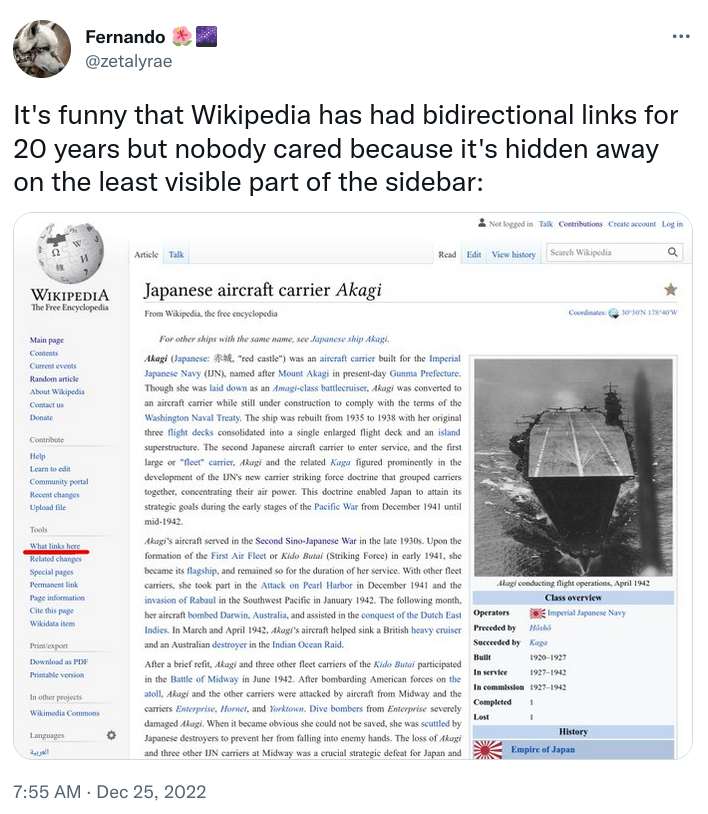 Fernando 🌺🌌
@zetalyrae
It's funny that Wikipedia has had bidirectional links for
20 years but nobody cared because it's hidden away
on the least visible part of the sidebar:
Not logged in Talk Contributions Create account Log in
Article Talk Read Edit View history Search Wikipedia
WIKIPEDIA
The Free Encyclopedia
Main page
Contents
Current events
Random article
About Wikipedia
Contact us
Donate
Contribute
Help
Learn to edit
Community portal
Recent changes
Upload file
Tools
What links here
Related changes
Special pages
Permanent link
Page information
Cite this page
Wikidata item
Print/export
Download as PDF
Printable version
In other projects
Wikimedia Commons
Languages
العربية
Japanese aircraft carrier Akagi
From Wikipedia, the free encyclopedia
Coordinates: 30°30′N 178°40′W
For other ships with the same name, see Japanese ship Akagi.
Akagi (Japanese: 赤城, "red castle") was an aircraft carrier built for the Imperial
Japanese Navy (IJN), named after Mount Akagi in present-day Gunma Prefecture.
Though she was laid down as an Amagi-class battlecruiser, Akagi was converted to
an aircraft carrier while still under construction to comply with the terms of the
Washington Naval Treaty. The ship was rebuilt from 1935 to 1938 with her original
three flight decks consolidated into a single enlarged flight deck and an island
superstructure. The second Japanese aircraft carrier to enter service, and the first
large or "fleet" carrier, Akagi and the related Kaga figured prominently in the
development of the IJN's new carrier striking force doctrine that grouped carriers
together, concentrating their air power. This doctrine enabled Japan to attain its
strategic goals during the early stages of the Pacific War from December 1941 until
mid-1942.
Akagi's aircraft served in the Second Sino-Japanese War in the late 1930s. Upon the
formation of the First Air Fleet or Kido Butai (Striking Force) in early 1941, she
became its flagship, and remained so for the duration of her service. With other fleet
carriers, she took part in the Attack on Pearl Harbor in December 1941 and the
invasion of Rabaul in the Southwest Pacific in January 1942. The following month,
her aircraft bombed Darwin, Australia, and assisted in the conquest of the Dutch East
Indies. In March and April 1942, Akagi's aircraft helped sink a British heavy cruiser
and an Australian destroyer in the Indian Ocean Raid.
After a brief refit, Akagi and three other fleet carriers of the Kido Butai participated
in the Battle of Midway in June 1942. After bombarding American forces on the
atoll, Akagi and the other carriers were attacked by aircraft from Midway and the
carriers Enterprise, Hornet, and Yorktown. Dive bombers from Enterprise severely
damaged Akagi. When it became obvious she could not be saved, she was scuttled by
Japanese destroyers to prevent her from falling into enemy hands. The loss of Akagi
and three other IJN carriers at Midway was a crucial strategic defeat for Japan and
Akagi conducting flight operations, April 1942
Class overview
Operators Imperial Japanese Navy
Preceded by Hōshō
Succeeded by Kaga
Built 1920–1927
In service 1927–1942
In commission 1927–1942
Completed 1
Lost 1
History
Empire of Japan
7:55 AM · Dec 25, 2022